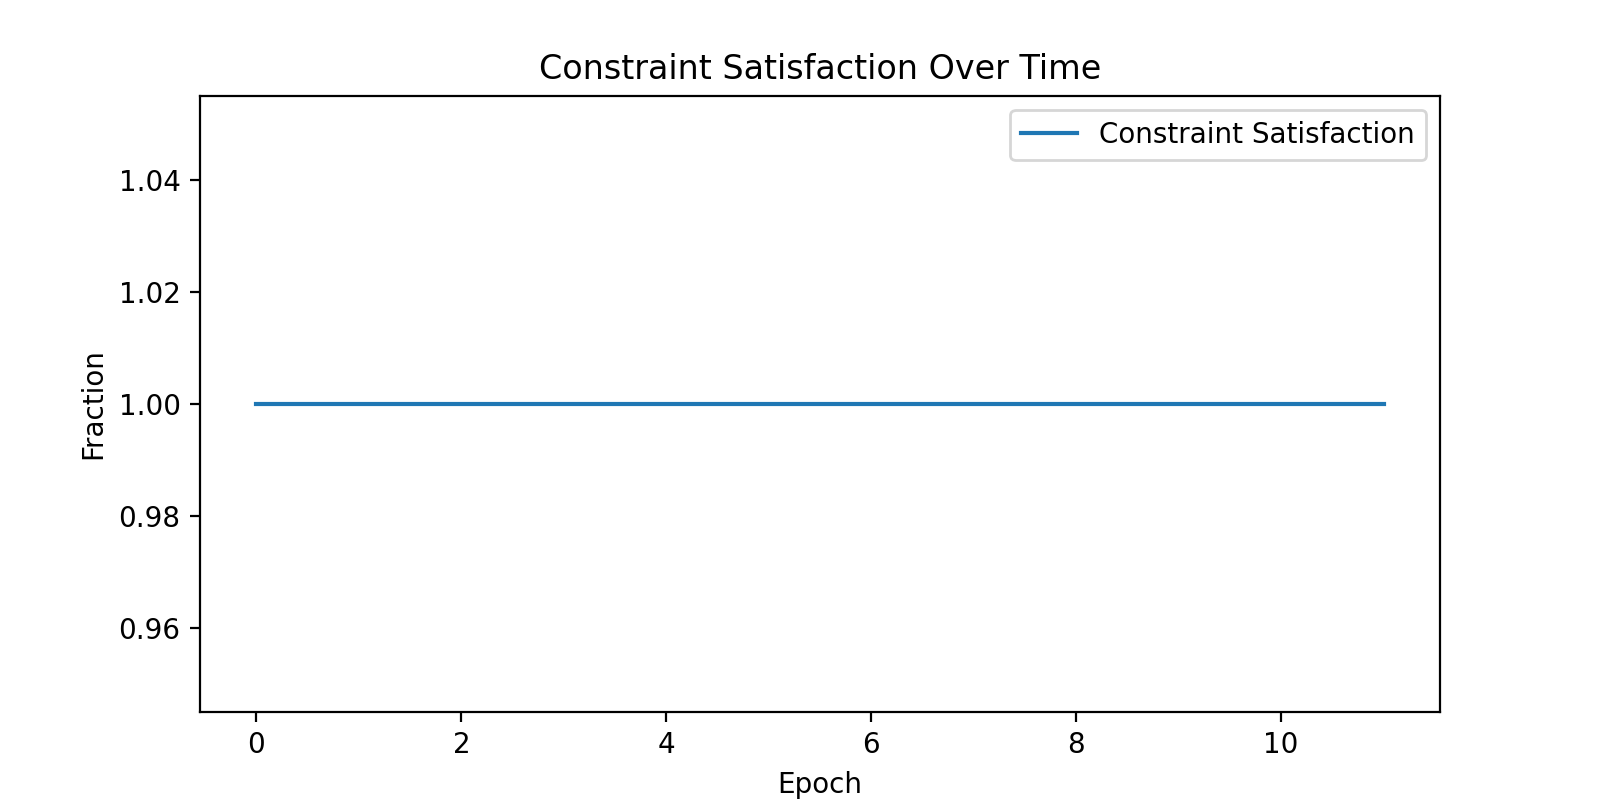 Constraint Satisfaction Over Time
Constraint Satisfaction
1.04
1.02
1.00
0.98
0.96
Fraction
0 2 4 6 8 10
Epoch